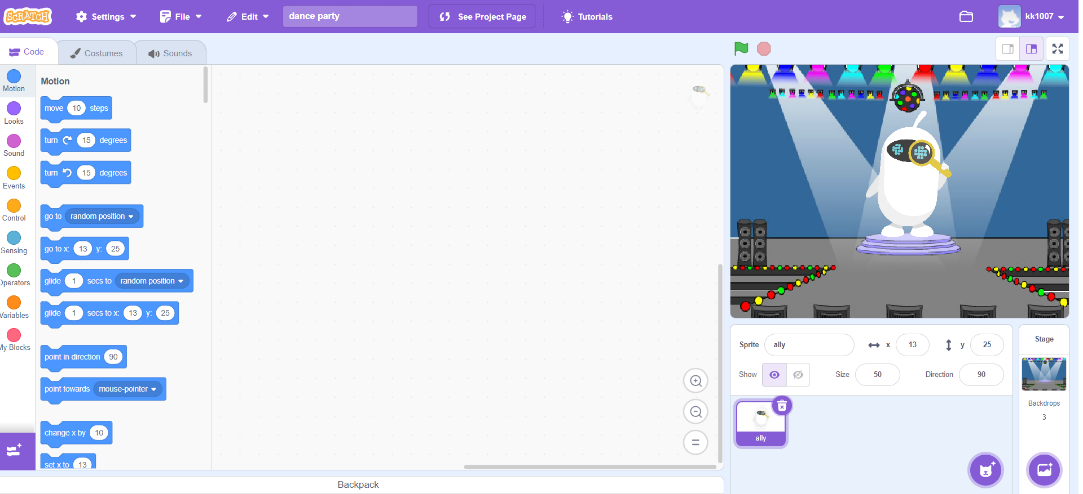 SCRATCH Settings File Edit dance party See Project Page Tutorials kk1007
Code Costumes Sounds
Motion
Looks
Sound
Events
Control
Sensing
Operators
Variables
My Blocks
Motion
move 10 steps
turn 15 degrees
turn 15 degrees
go to random position
go to x: 13 y: 25
glide 1 secs to random position
glide 1 secs to x: 13 y: 25
point in direction 90
point towards mouse-pointer
change x by 10
set x to 13
Backpack
Sprite ally x 13 y 25
Show Size 50 Direction 90
ally
Stage
Backdrops
3